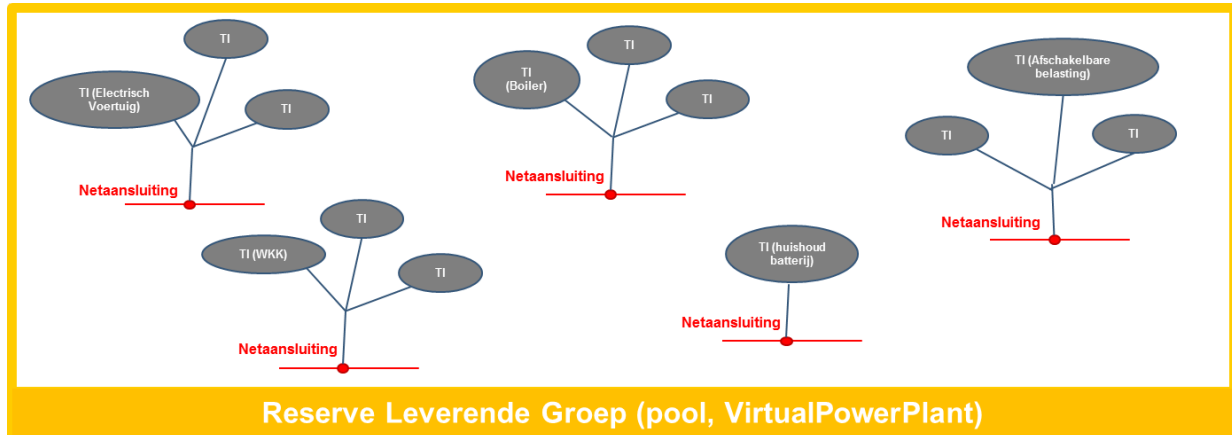 TI
TI (Electrisch
Voertuig)
TI
Netaansluiting
TI
TI
(Boiler)
TI
Netaansluiting
TI (Afschakelbare
belasting)
TI
TI
Netaansluiting
TI
TI (WKK)
TI
Netaansluiting
TI (huishoud
batterij)
Netaansluiting
Reserve Leverende Groep (pool, VirtualPowerPlant)